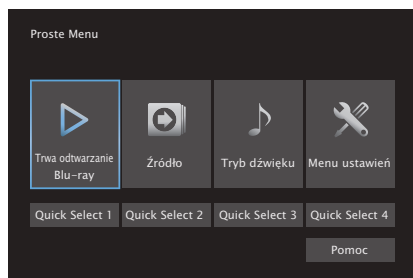 Proste Menu
Trwa odtwarzanie
Blu-ray
Źródło
Tryb dźwięku
Menu ustawień
Quick Select 1
Quick Select 2
Quick Select 3
Quick Select 4
Pomoc